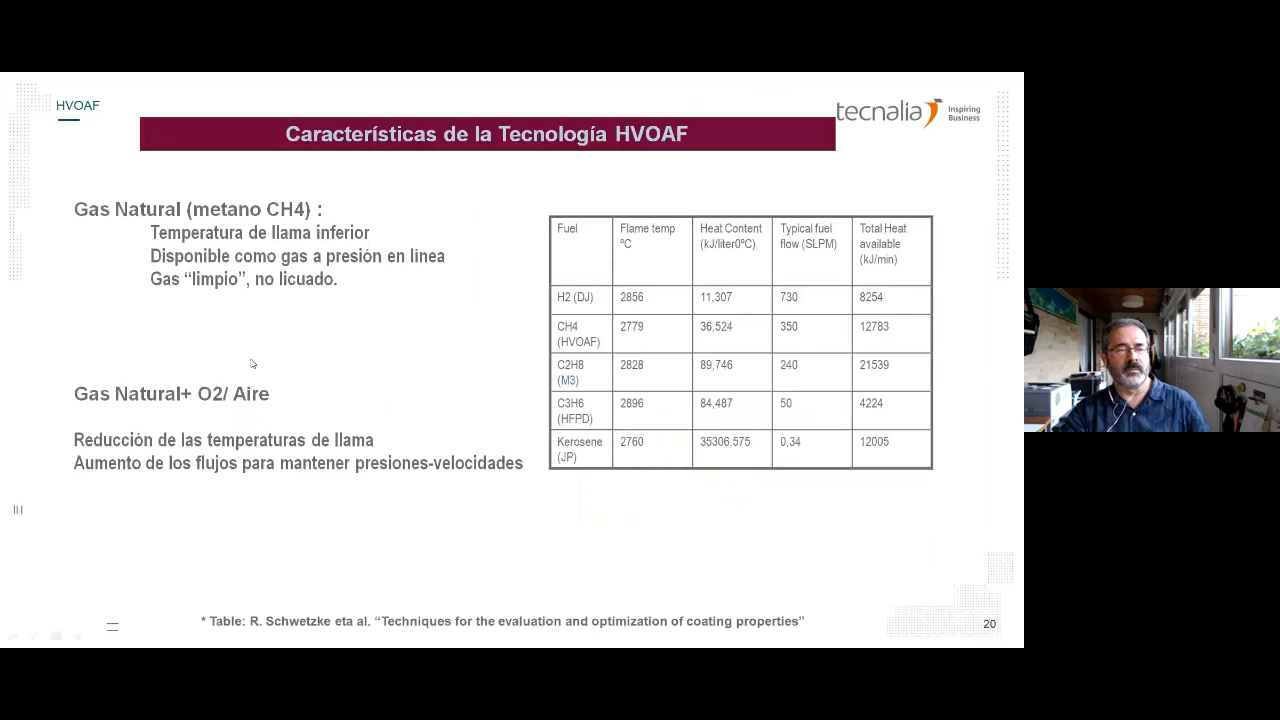 HVOAF
tecnalia Inspiring
Business
Características de la Tecnología HVOAF
Gas Natural (metano CH4) :
Temperatura de llama inferior
Disponible como gas a presión en línea
Gas “limpio”, no licuado.
Gas Natural+ O2/ Aire
Reducción de las temperaturas de llama
Aumento de los flujos para mantener presiones-velocidades
Fuel Flame temp Heat Content Typical fuel Total Heat
ºC (kJ/liter0ºC) flow (SLPM) available
(kJ/min)
H2 (DJ) 2856 11,307 730 8254
CH4 2779 36,524 350 12783
(HVOAF)
C2H8 2828 89,746 240 21539
(M3)
C3H6 2896 84,487 50 4224
(HFPD)
Kerosene 2760 35306,575 0,34 12005
(JP)
* Table: R. Schwetzke eta al. “Techniques for the evaluation and optimization of coating properties”
20